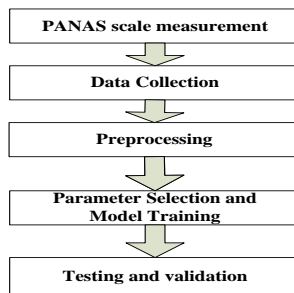 PANAS scale measurement
Data Collection
Preprocessing
Parameter Selection and
Model Training
Testing and validation